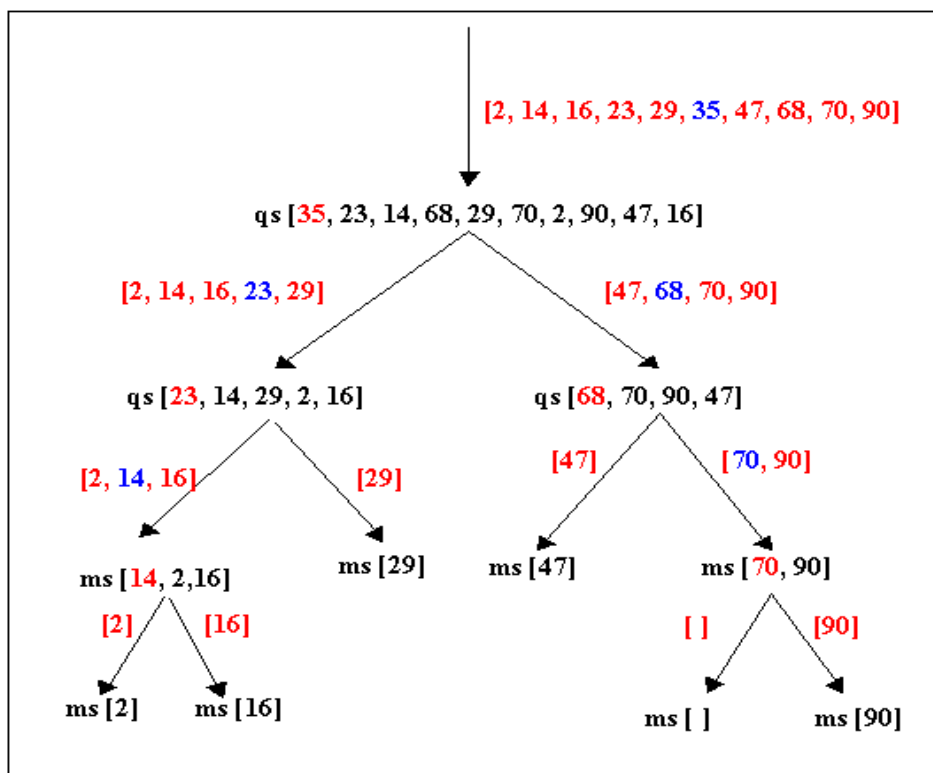 [2, 14, 16, 23, 29, 35, 47, 68, 70, 90]
qs [35, 23, 14, 68, 29, 70, 2, 90, 47, 16]
[2, 14, 16, 23, 29]
[47, 68, 70, 90]
qs [23, 14, 29, 2, 16]
qs [68, 70, 90, 47]
[2, 14, 16]
[29]
[47]
[70, 90]
ms [14, 2,16]
ms [29]
ms [47]
ms [70, 90]
[2]
[16]
[ ]
[90]
ms [2]
ms [16]
ms [ ]
ms [90]